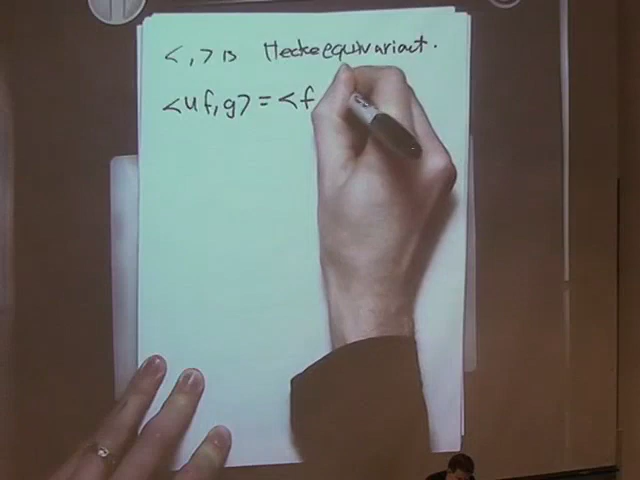 < , > is Hecke equivariant.
<Uf,g> = <f